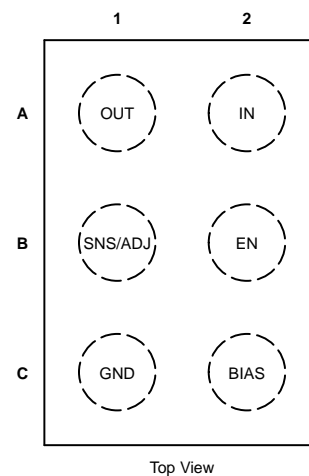 1 2
A OUT IN
B SNS/ADJ EN
C GND BIAS
Top View